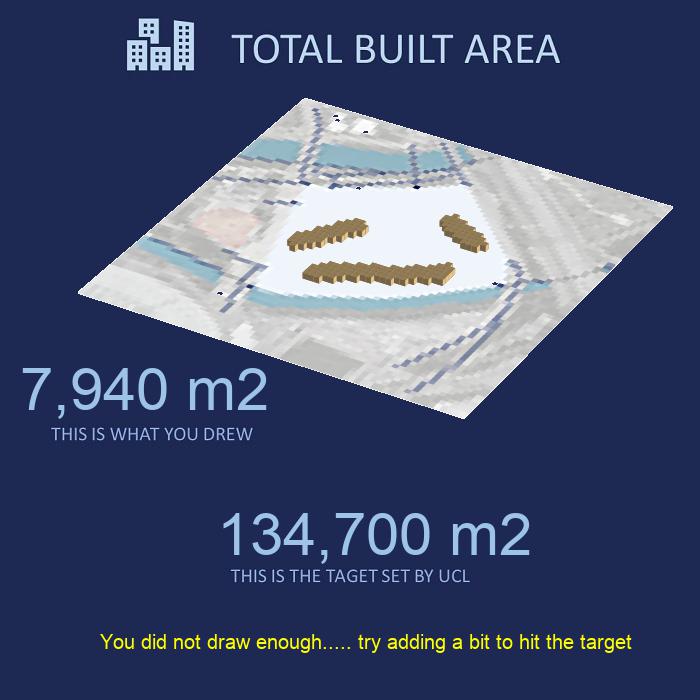 TOTAL BUILT AREA
7,940 m2
THIS IS WHAT YOU DREW
134,700 m2
THIS IS THE TAGET SET BY UCL
You did not draw enough..... try adding a bit to hit the target